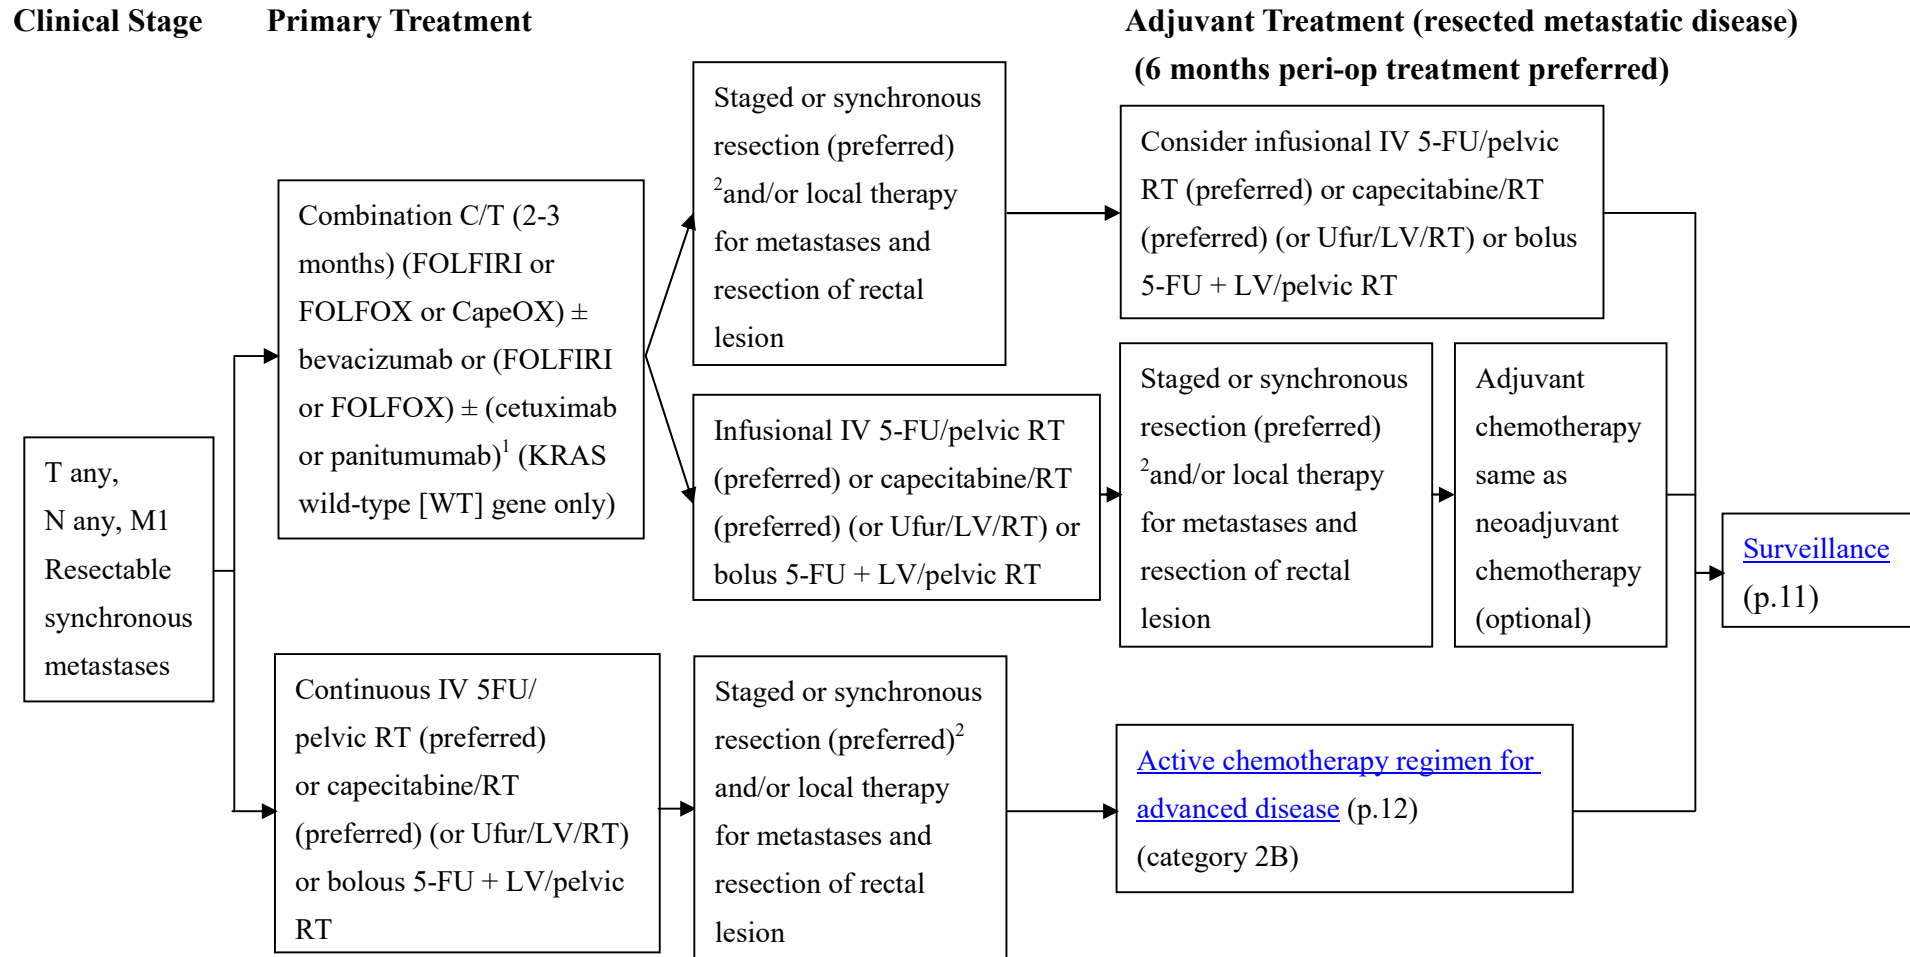 Clinical Stage
Primary Treatment
Adjuvant Treatment (resected metastatic disease)
(6 months peri-op treatment preferred)
T any,
N any, M1
Resectable
synchronous
metastases
Combination C/T (2-3
months) (FOLFIRI or
FOLFOX or CapeOX) ±
bevacizumab or (FOLFIRI
or FOLFOX) ± (cetuximab
or panitumumab)1 (KRAS
wild-type [WT] gene only)
Staged or synchronous
resection (preferred)
2and/or local therapy
for metastases and
resection of rectal
lesion
Consider infusional IV 5-FU/pelvic
RT (preferred) or capecitabine/RT
(preferred) (or Ufur/LV/RT) or bolus
5-FU + LV/pelvic RT
Infusional IV 5-FU/pelvic RT
(preferred) or capecitabine/RT
(preferred) (or Ufur/LV/RT) or
bolus 5-FU + LV/pelvic RT
Staged or synchronous
resection (preferred)
2and/or local therapy
for metastases and
resection of rectal
lesion
Adjuvant
chemotherapy
same as
neoadjuvant
chemotherapy
(optional)
Continuous IV 5FU/
pelvic RT (preferred)
or capecitabine/RT
(preferred) (or Ufur/LV/RT)
or bolous 5-FU + LV/pelvic
RT
Staged or synchronous
resection (preferred)2
and/or local therapy
for metastases and
resection of rectal
lesion
Active chemotherapy regimen for
advanced disease (p.12)
(category 2B)
Surveillance
(p.11)